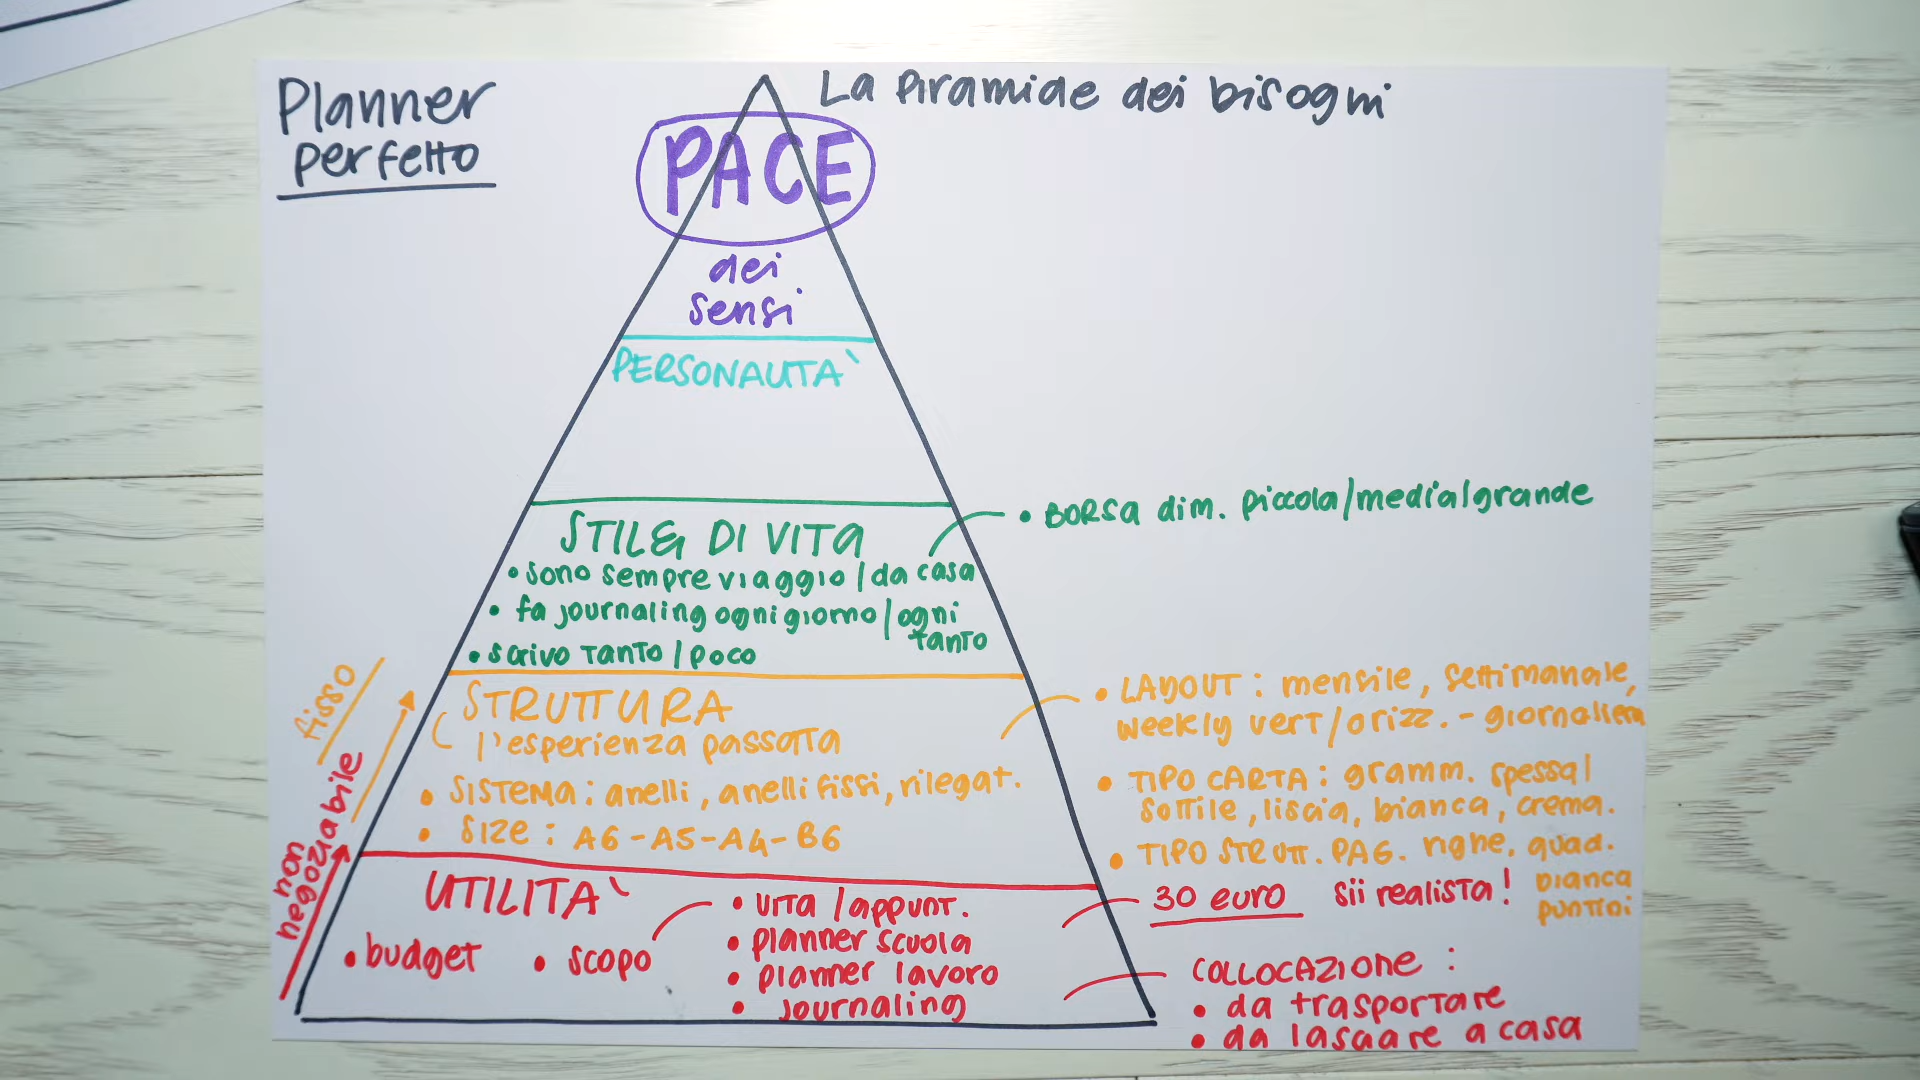 Planner
perfetto
La piramide dei bisogni
PACE
dei
sensi
PERSONALITA`
STILE DI VITA
• sono sempre viaggio / da casa
• fa journaling ogni giorno / ogni
tanto
• scrivo tanto / poco
• BORSA dim. piccola/media/grande
fisso
STRUTTURA
l'esperienza passata
• SISTEMA: anelli, anelli fissi, rilegat.
• SIZE: A6-A5-A4-B6
• LAYOUT: mensile, settimanale,
weekly vert/orizz. - giornaliera
• TIPO CARTA: gramm. spessa/
sottile, liscia, bianca, crema.
• TIPO STRUTT. PAG. righe, quad.
bianca
puntini
non
negoziabile
UTILITA`
• budget
• scopo
• vita / appunt.
• planner scuola
• planner lavoro
• journaling
30 euro sii realista!
COLLOCAZIONE:
• da trasportare
• da lasciare a casa